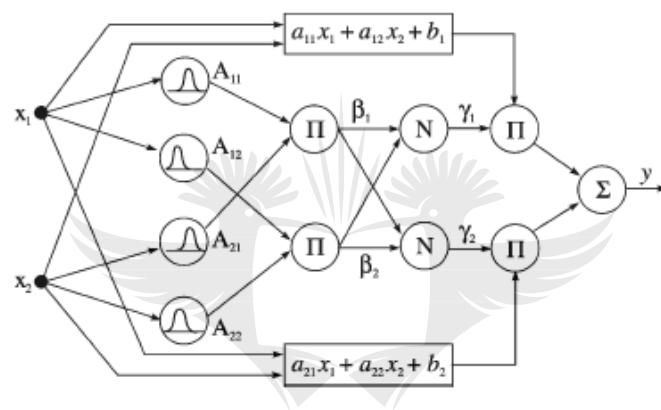 a₁₁x₁ + a₁₂x₂ + b₁
A₁₁
x₁
β₁
γ₁
Π
N
Π
A₁₂
y
Σ
A₂₁
γ₂
Π
N
Π
x₂
β₂
A₂₂
a₂₁x₁ + a₂₂x₂ + b₂